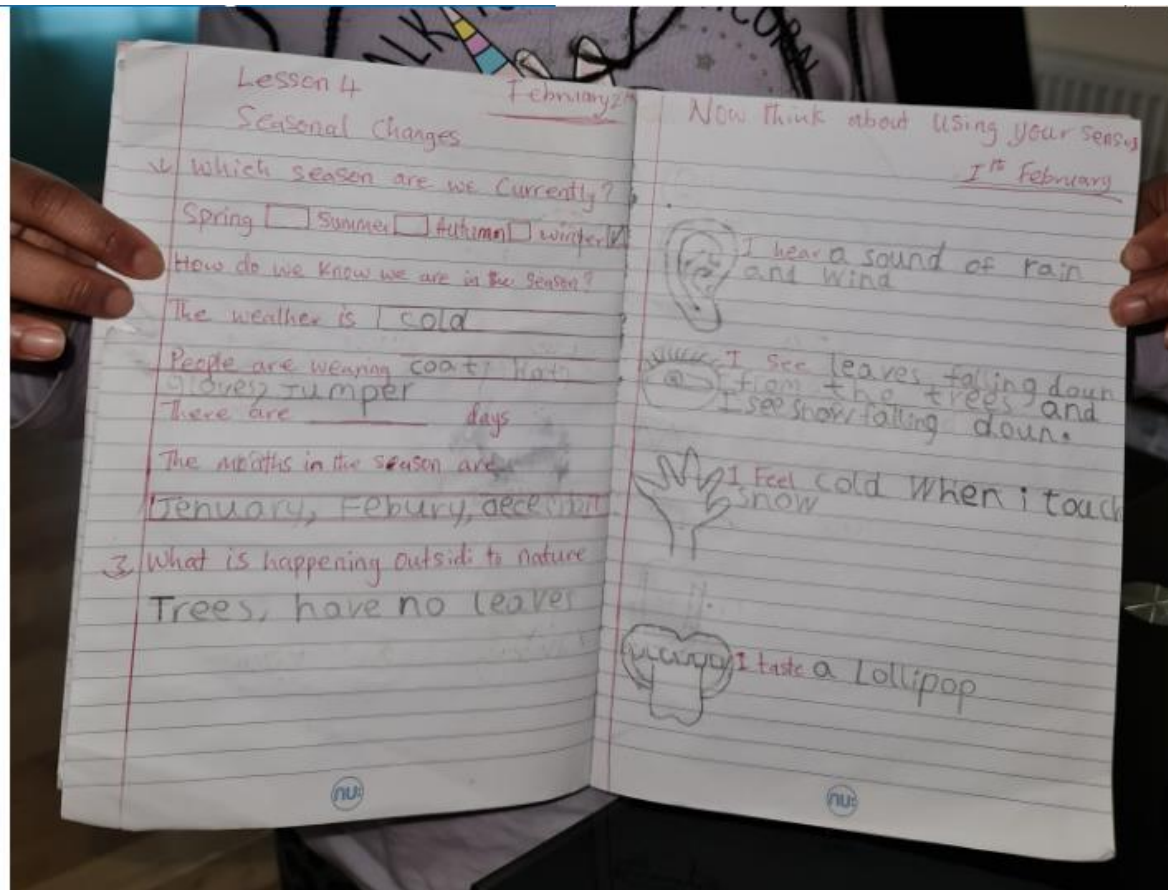 Lesson 4
February 2
Seasonal Changes
Which season are we Currently?
Spring Summer Autumn winter
How do we know we are in the season?
The weather is cold
People are wearing coat, Hat,
gloves, Jumper
There are days
The months in the season are
Jenuary, Febury,
3, What is happening outside to nature
Trees, have no leaves
nu:
Now think about using your senses
1st February
I hear a sound of rain
and wind
I see leaves, falling doun
from the trees and
I see snow falling doun.
I Feel cold when i touch
snow
I taste a Lollipop
nu: